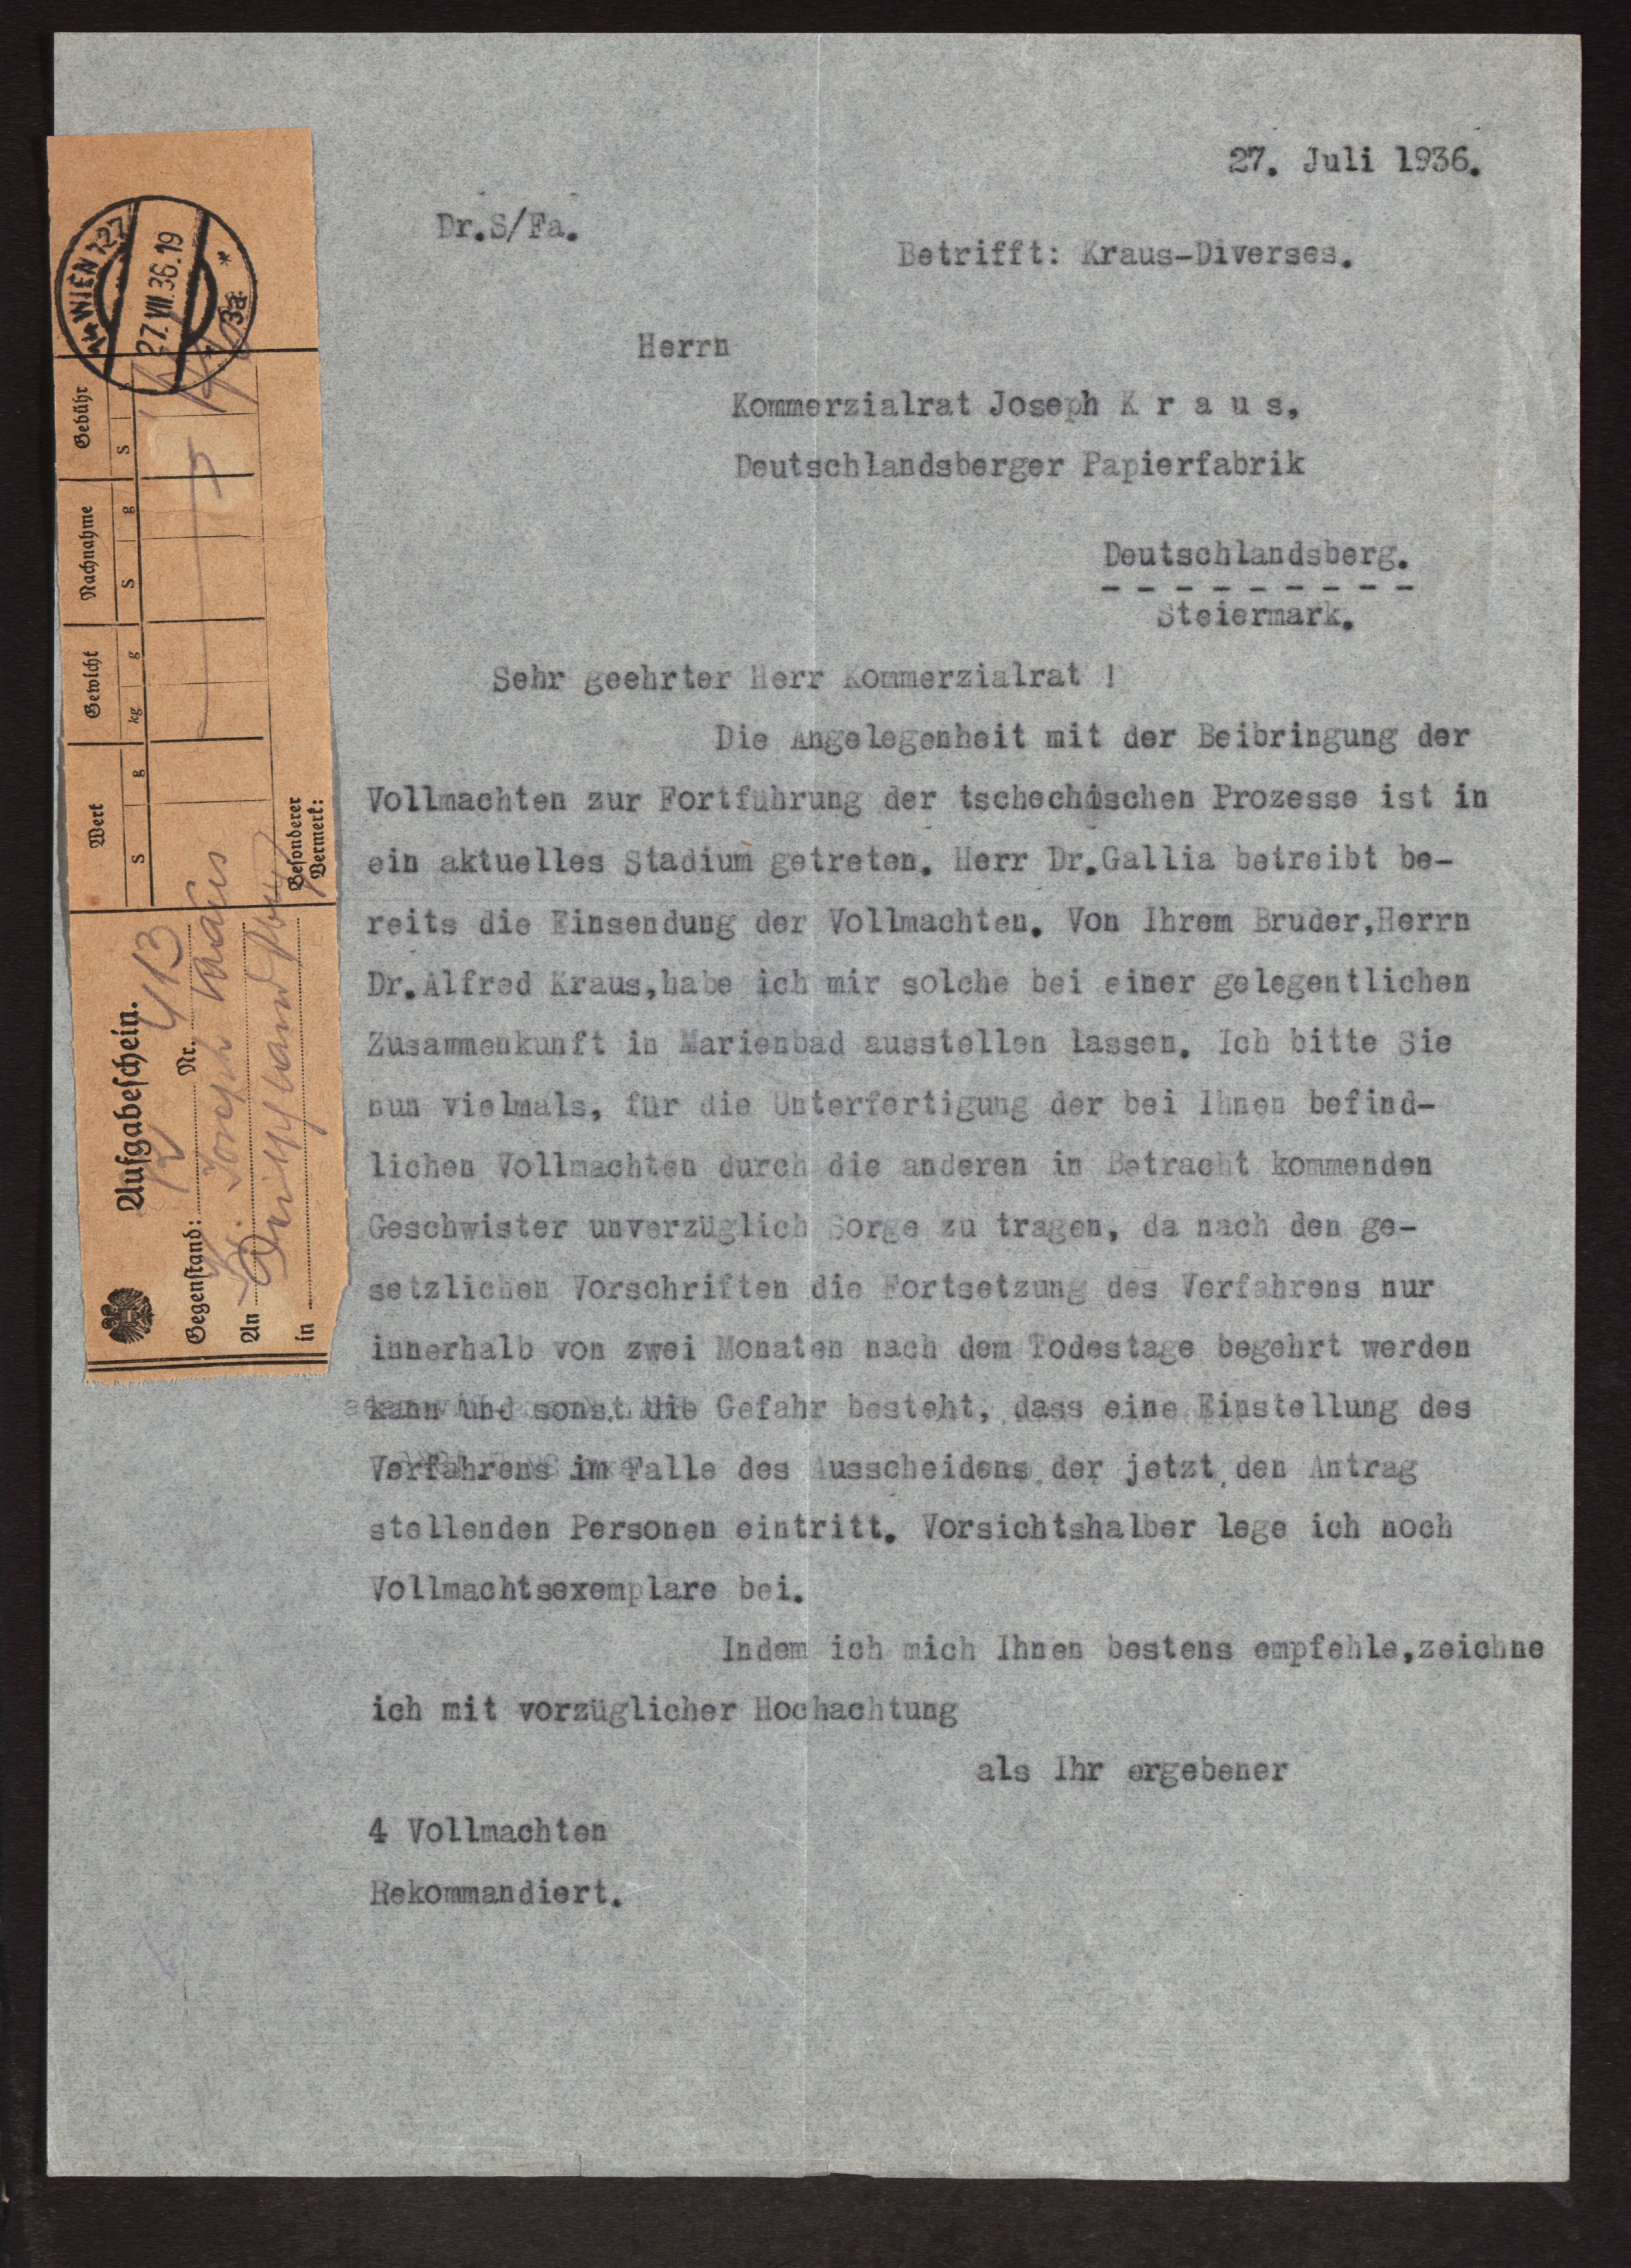 27. Juli 1936.
Dr.S/Fa.
Betrifft: Kraus-Diverses.
Herrn
Kommerzialrat Joseph K r a u s,
Deutschlandsberger Papierfabrik
Deutschlandsberg.
Steiermark.
Sehr geehrter Herr Kommerzialrat !
Die Angelegenheit mit der Beibringung der
Vollmachten zur Fortführung der tschechischen Prozesse ist in
ein aktuelles Stadium getreten. Herr Dr.Gallia betreibt be-
reits die Einsendung der Vollmachten. Von Ihrem Bruder,Herrn
Dr.Alfred Kraus,habe ich mir solche bei einer gelegentlichen
Zusammenkunft in Marienbad ausstellen lassen. Ich bitte Sie
nun vielmals, für die Unterfertigung der bei Ihnen befind-
lichen Vollmachten durch die anderen in Betracht kommenden
Geschwister unverzüglich Sorge zu tragen, da nach den ge-
setzlichen Vorschriften die Fortsetzung des Verfahrens nur
innerhalb von zwei Monaten nach dem Todestage begehrt werden
kann und sonst die Gefahr besteht, dass eine Einstellung des
Verfahrens im Falle des Ausscheidens der jetzt den Antrag
stellenden Personen eintritt. Vorsichtshalber lege ich noch
Vollmachtsexemplare bei.
Indem ich mich Ihnen bestens empfehle,zeichne
ich mit vorzüglicher Hochachtung
als Ihr ergebener
4 Vollmachten
Rekommandiert.
Aufgabeschein.
Gegenstand: R Nr. 413
An Joseph Kraus
in Deutschlandsberg
Wert
Gewicht
Nachnahme
Gebühr
S g
kg g
S g
S
Besonderer
Vermerk:
WIEN 127
27.VII.36.19
* 3a *